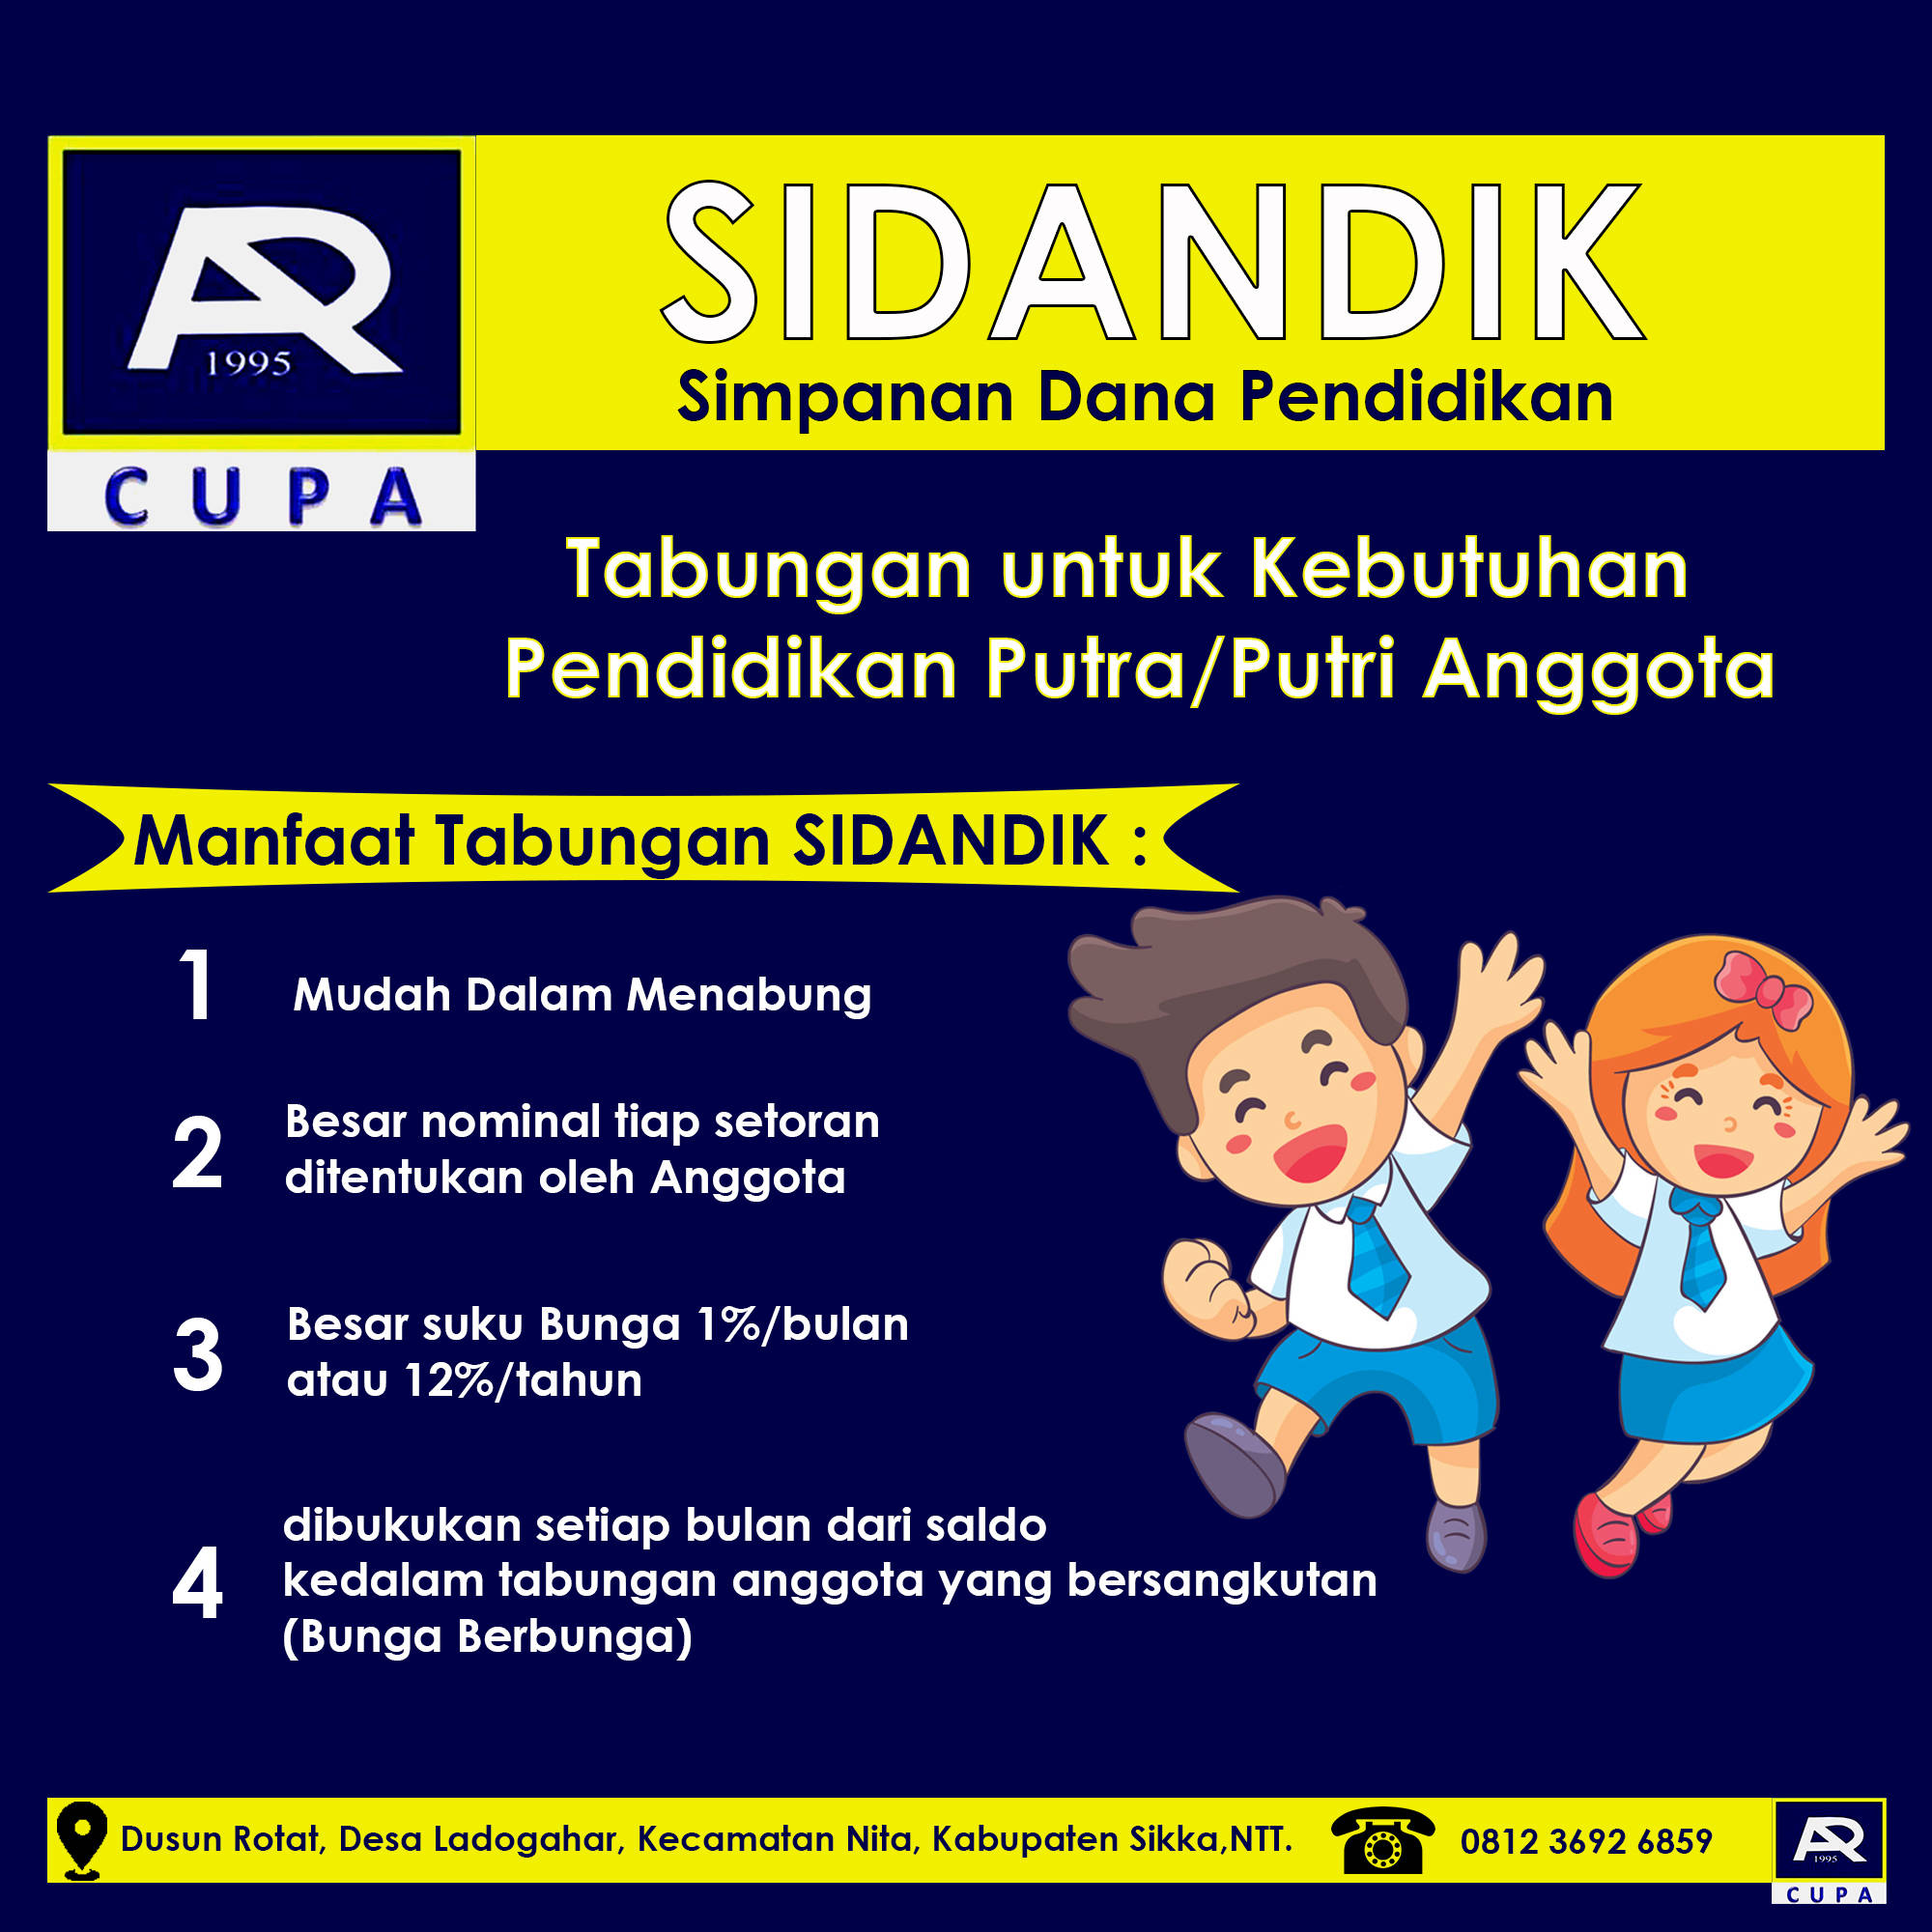 AR
1995
CUPA
SIDANDIK
Simpanan Dana Pendidikan
Tabungan untuk Kebutuhan
Pendidikan Putra/Putri Anggota
Manfaat Tabungan SIDANDIK :
1 Mudah Dalam Menabung
2 Besar nominal tiap setoran
ditentukan oleh Anggota
3 Besar suku Bunga 1%/bulan
atau 12%/tahun
4 dibukukan setiap bulan dari saldo
kedalam tabungan anggota yang bersangkutan
(Bunga Berbunga)
Dusun Rotat, Desa Ladogahar, Kecamatan Nita, Kabupaten Sikka,NTT.
0812 3692 6859
AR
1995
CUPA